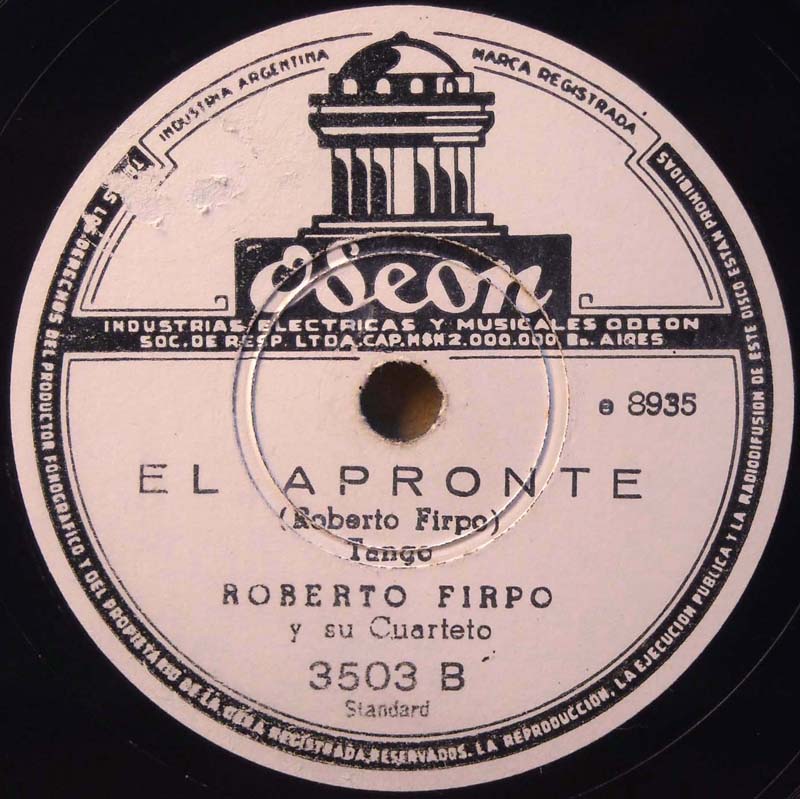 INDUSTRIA ARGENTINA
MARCA REGISTRADA
Odeon
INDUSTRIAS ELECTRICAS Y MUSICALES ODEON
SOC. DE RESP. LTDA. CAP. M$N 2.000.000 Bs. AIRES
e 8935
EL APRONTE
(Roberto Firpo)
Tango
ROBERTO FIRPO
y su Cuarteto
3503 B
Standard
LOS DERECHOS DEL PRODUCTOR FONOGRAFICO Y DEL PROPIETARIO DE LA OBRA REGISTRADA, RESERVADOS. LA REPRODUCCIÓN, LA EJECUCION PUBLICA Y LA RADIODIFUSION DE ESTE DISCO ESTAN PROHIBIDAS